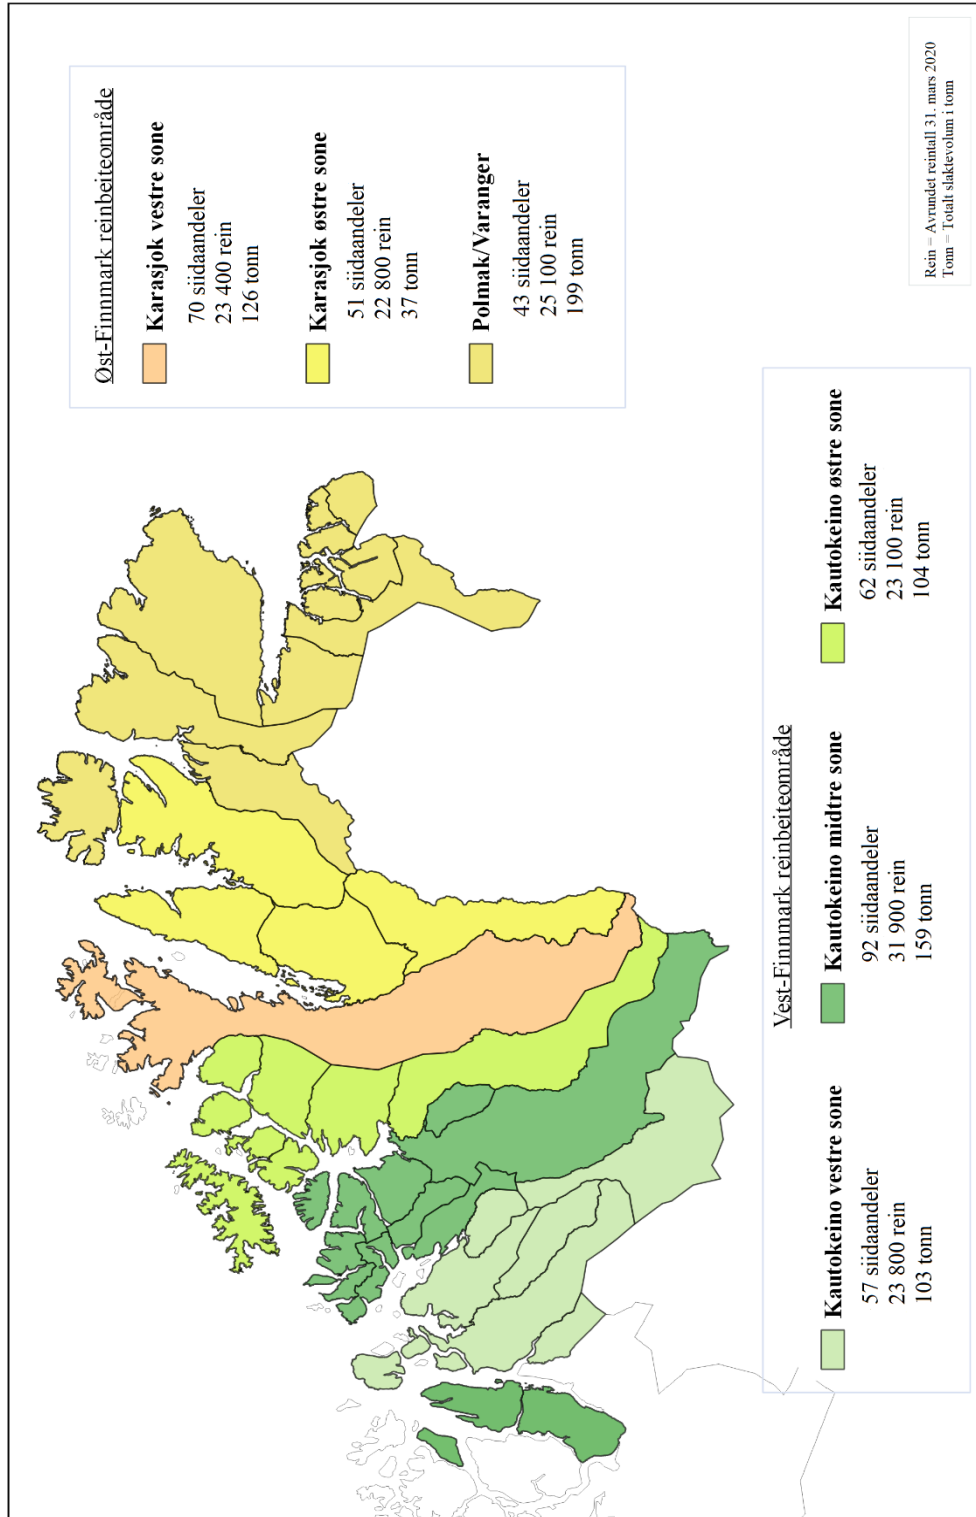 Øst-Finnmark reinbeiteområde
Karasjok vestre sone
70 siidaandeler
23 400 rein
126 tonn
Karasjok østre sone
51 siidaandeler
22 800 rein
37 tonn
Polmak/Varanger
43 siidaandeler
25 100 rein
199 tonn
Vest-Finnmark reinbeiteområde
Kautokeino vestre sone
57 siidaandeler
23 800 rein
103 tonn
Kautokeino midtre sone
92 siidaandeler
31 900 rein
159 tonn
Kautokeino østre sone
62 siidaandeler
23 100 rein
104 tonn
Rein = Avrundet reintall 31. mars 2020
Tonn = Totalt slaktevolum i tonn